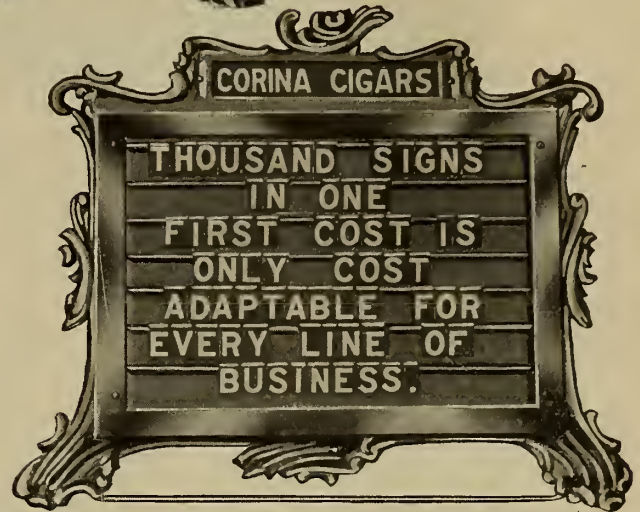 CORINA CIGARS
THOUSAND SIGNS
IN ONE
FIRST COST IS
ONLY COST
ADAPTABLE FOR
EVERY LINE OF
BUSINESS.